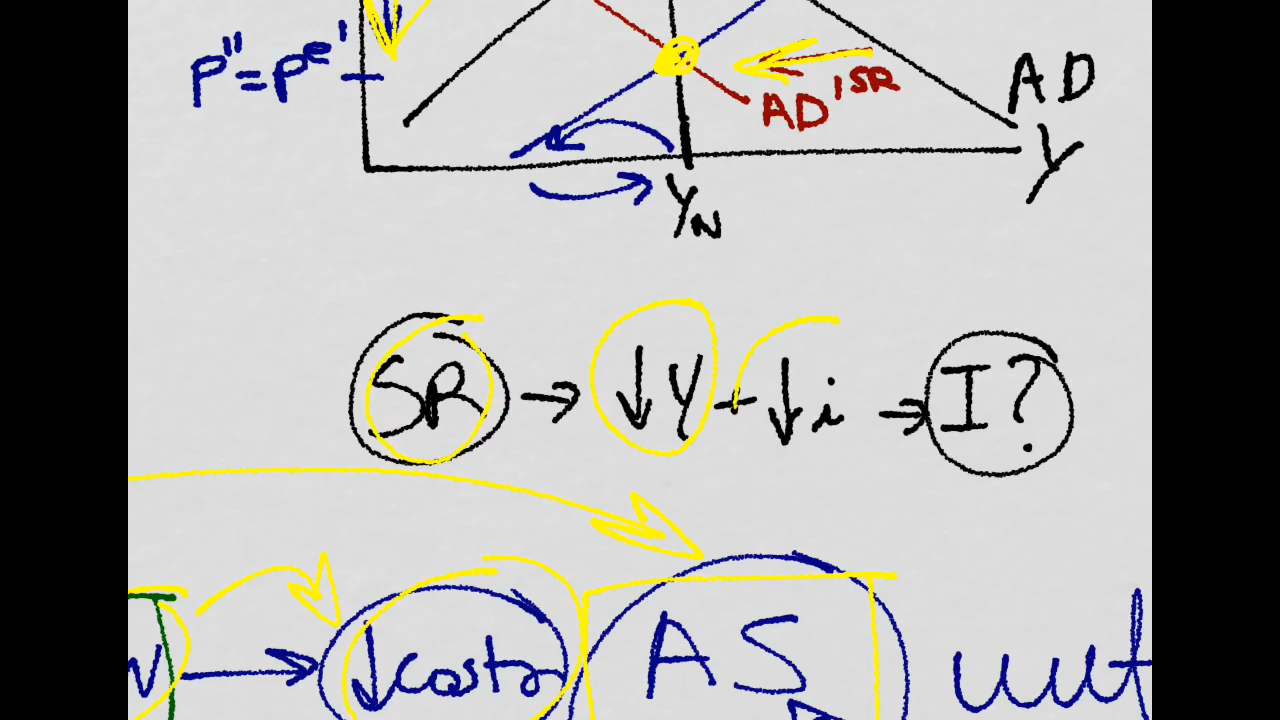 P''=Pe'
AD'SR
AD
Y
YN
SR → ↓Y + ↓i → I?
→ ↓costs AS